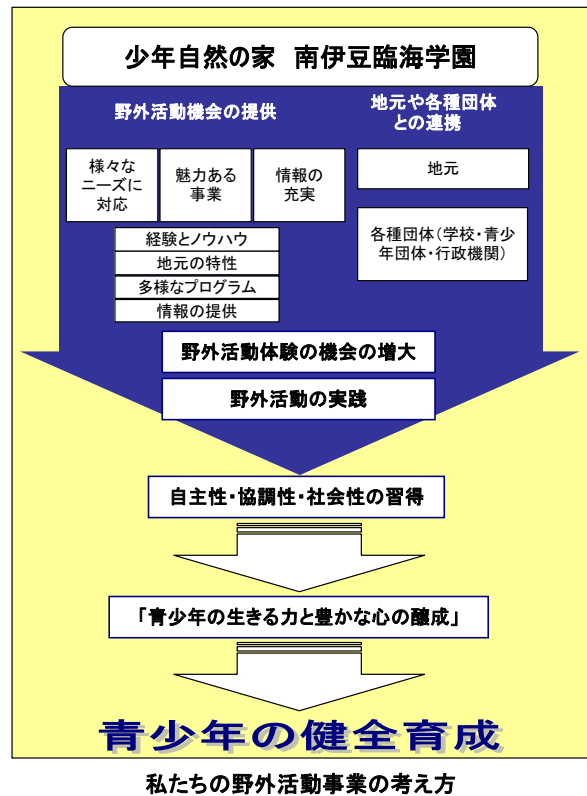 少年自然の家　南伊豆臨海学園
野外活動機会の提供
地元や各種団体
との連携
様々な
ニーズに
対応
魅力ある
事業
情報の
充実
地元
経験とノウハウ
地元の特性
多様なプログラム
情報の提供
各種団体（学校・青少
年団体・行政機関）
野外活動体験の機会の増大
野外活動の実践
自主性・協調性・社会性の習得
「青少年の生きる力と豊かな心の醸成」
青少年の健全育成
私たちの野外活動事業の考え方